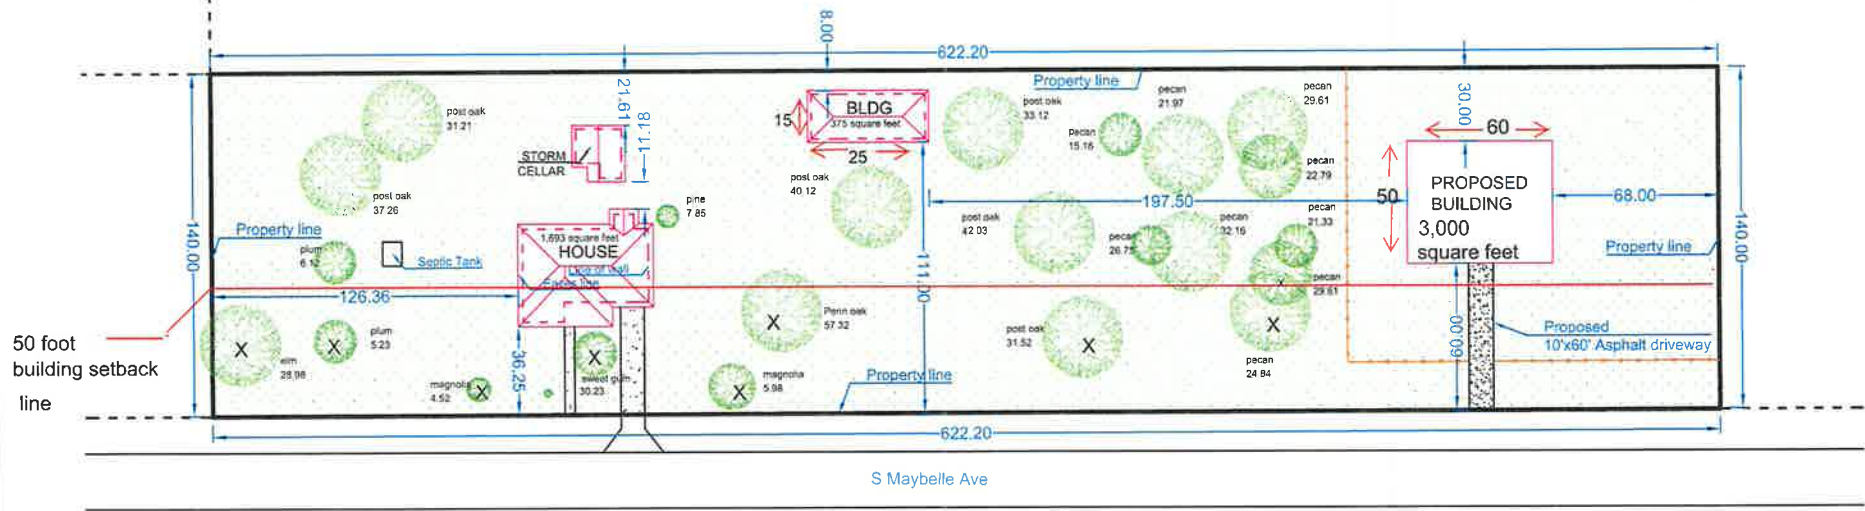 622.20
8.00
21.61
11.18
30.00
Property line
post oak
31.21
post oak
37.26
STORM
CELLAR
15
BLDG
375 square feet
25
post oak
33.12
pecan
15.16
pecan
21.97
pecan
29.61
pecan
22.79
60
50
PROPOSED
BUILDING
3,000
square feet
68.00
140.00
140.00
Property line
plum
Septic Tank
pine
7.85
1,693 square feet
HOUSE
Line of wall
post oak
40.12
197.50
post oak
42.03
pecan
pecan
32.16
pecan
21.33
pecan
29.61
Property line
126.36
111.00
50 foot
building setback
line
X
elm
28.98
X
plum
5.23
magnolia
4.52
X
36.25
X
sweet gum
30.23
X
Penn oak
57.32
X
magnolia
5.98
Property line
post oak
31.52
X
X
X
pecan
24.84
60.00
Proposed
10'x60' Asphalt driveway
622.20
S Maybelle Ave